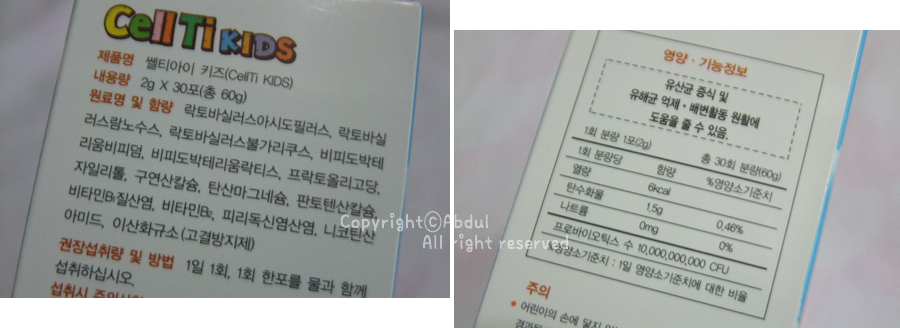 CellTi KIDS
제품명 쎌티아이 키즈(CellTi KIDS)
내용량 2g X 30포(총 60g)
원료명 및 함량 락토바실러스아시도필러스, 락토바실
러스람노수스, 락토바실러스불가리쿠스, 비피도박테
리움비피덤, 비피도박테리움락티스, 프락토올리고당,
자일리톨, 구연산칼슘, 탄산마그네슘, 판토텐산칼슘,
비타민B₁질산염, 비타민B₂, 피리독신염산염, 니코틴산
아미드, 이산화규소(고결방지제)
권장섭취량 및 방법 1일 1회, 1회 한포를 물과 함께
섭취하십시오.
섭취시 주의사항
영양·기능정보
유산균 증식 및
유해균 억제·배변활동 원활에
도움을 줄 수 있음.
1회 분량 1포(2g) 총 30회 분량(60g)
1회 분량당 함량 %영양소기준치
열량 6kcal
탄수화물 1.5g 0.46%
나트륨 0mg 0%
프로바이오틱스 수 10,000,000,000 CFU
%영양소기준치 : 1일 영양소기준치에 대한 비율
주의
• 어린이의 손에 닿지
Copyright©Abdul
All right reserved